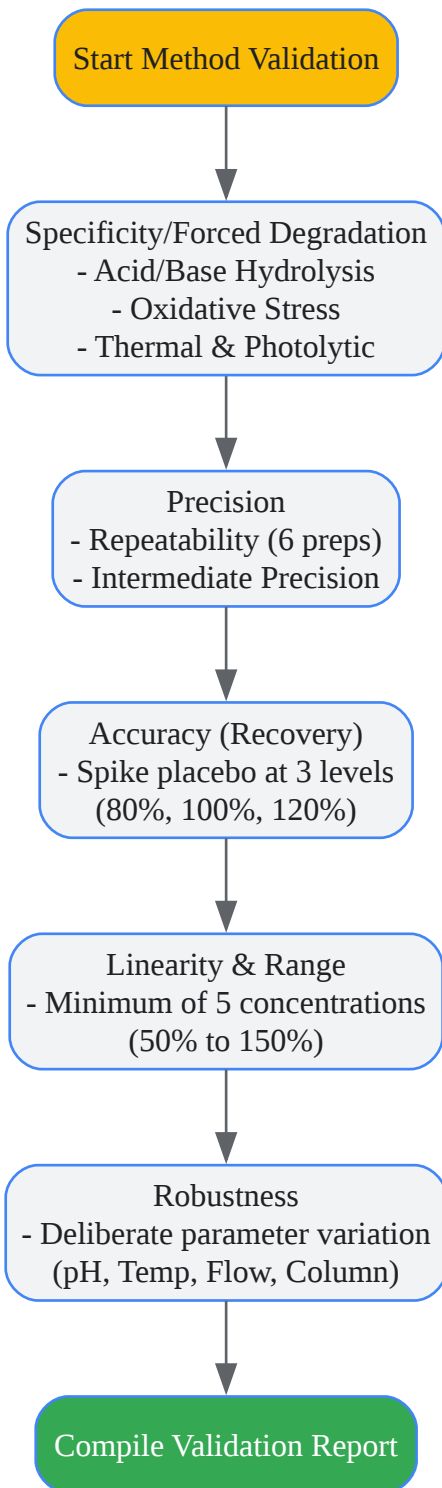 Start Method Validation
Specificity/Forced Degradation
- Acid/Base Hydrolysis
- Oxidative Stress
- Thermal & Photolytic
Precision
- Repeatability (6 preps)
- Intermediate Precision
Accuracy (Recovery)
- Spike placebo at 3 levels
(80%, 100%, 120%)
Linearity & Range
- Minimum of 5 concentrations
(50% to 150%)
Robustness
- Deliberate parameter variation
(pH, Temp, Flow, Column)
Compile Validation Report